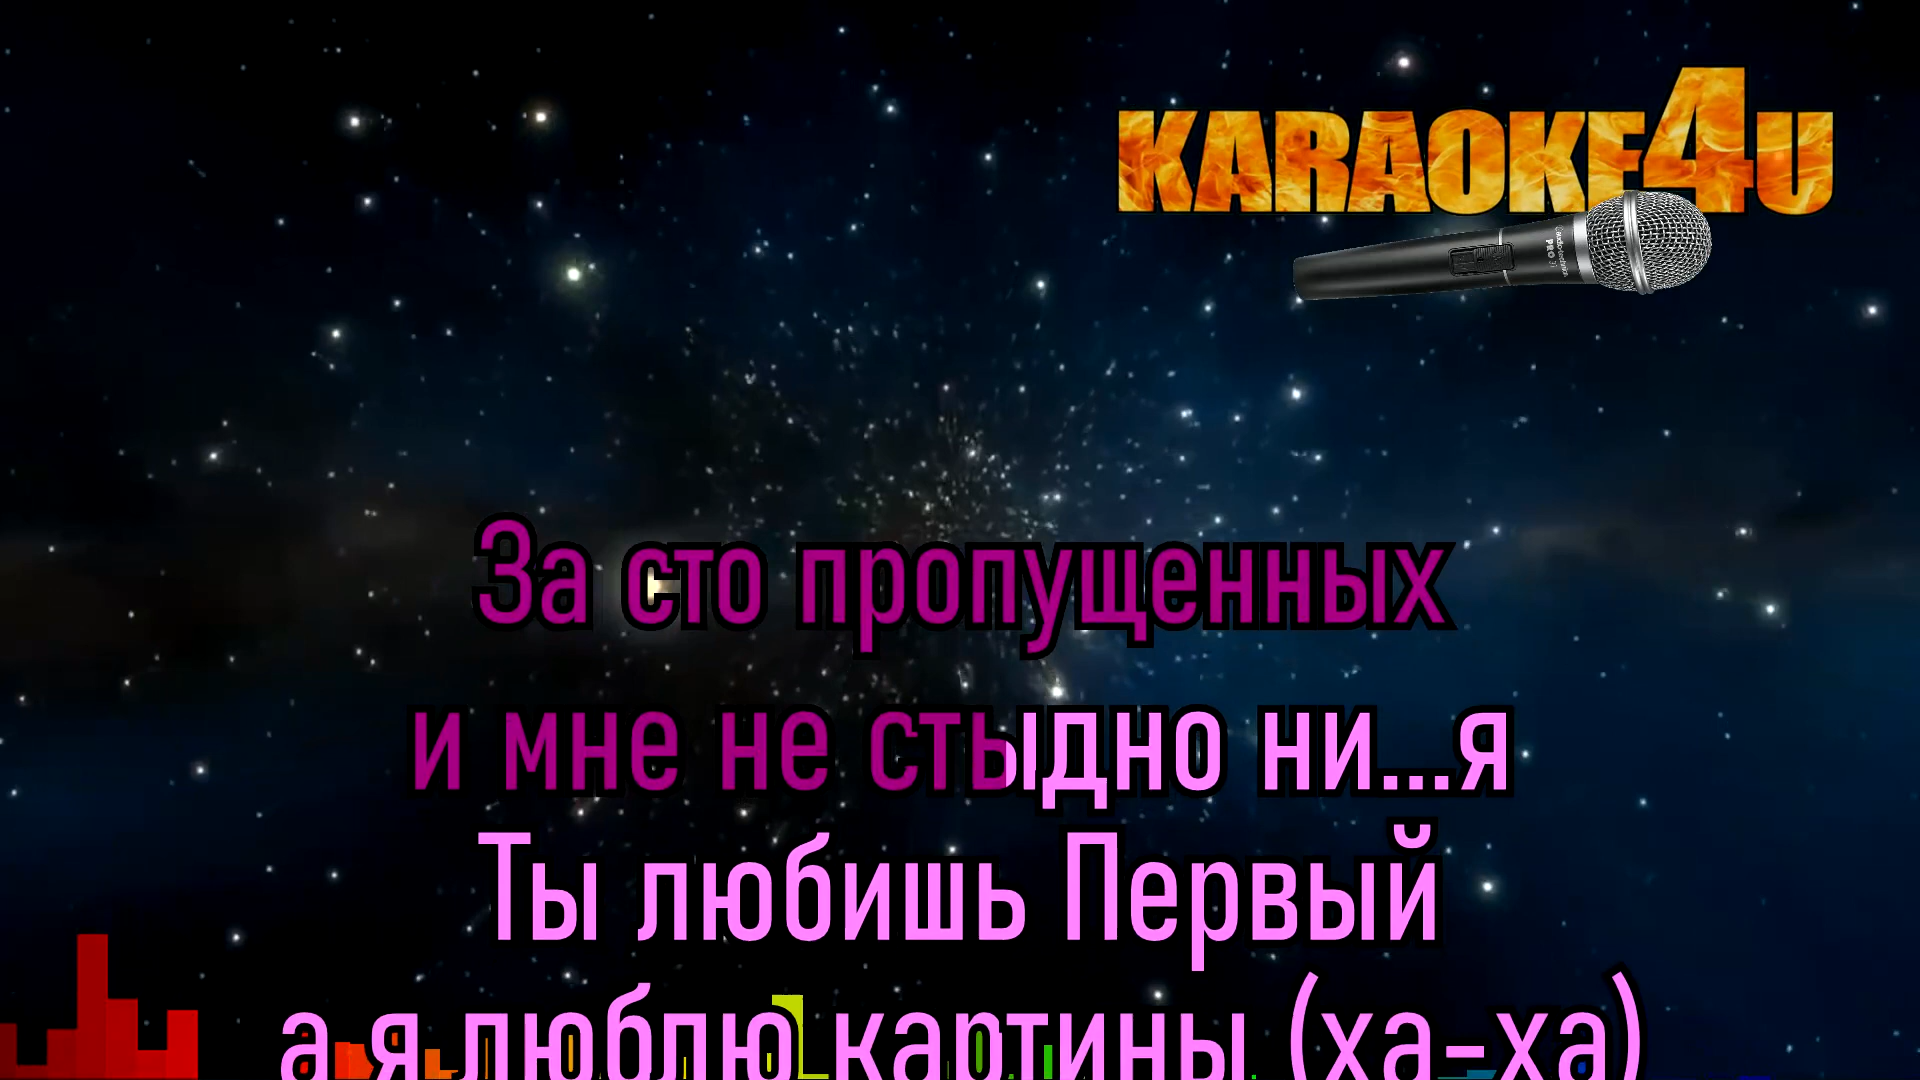 KARAOKE4U
За сто пропущенных
и мне не стыдно ни...я
Ты любишь Первый
а я люблю картины (ха-ха)